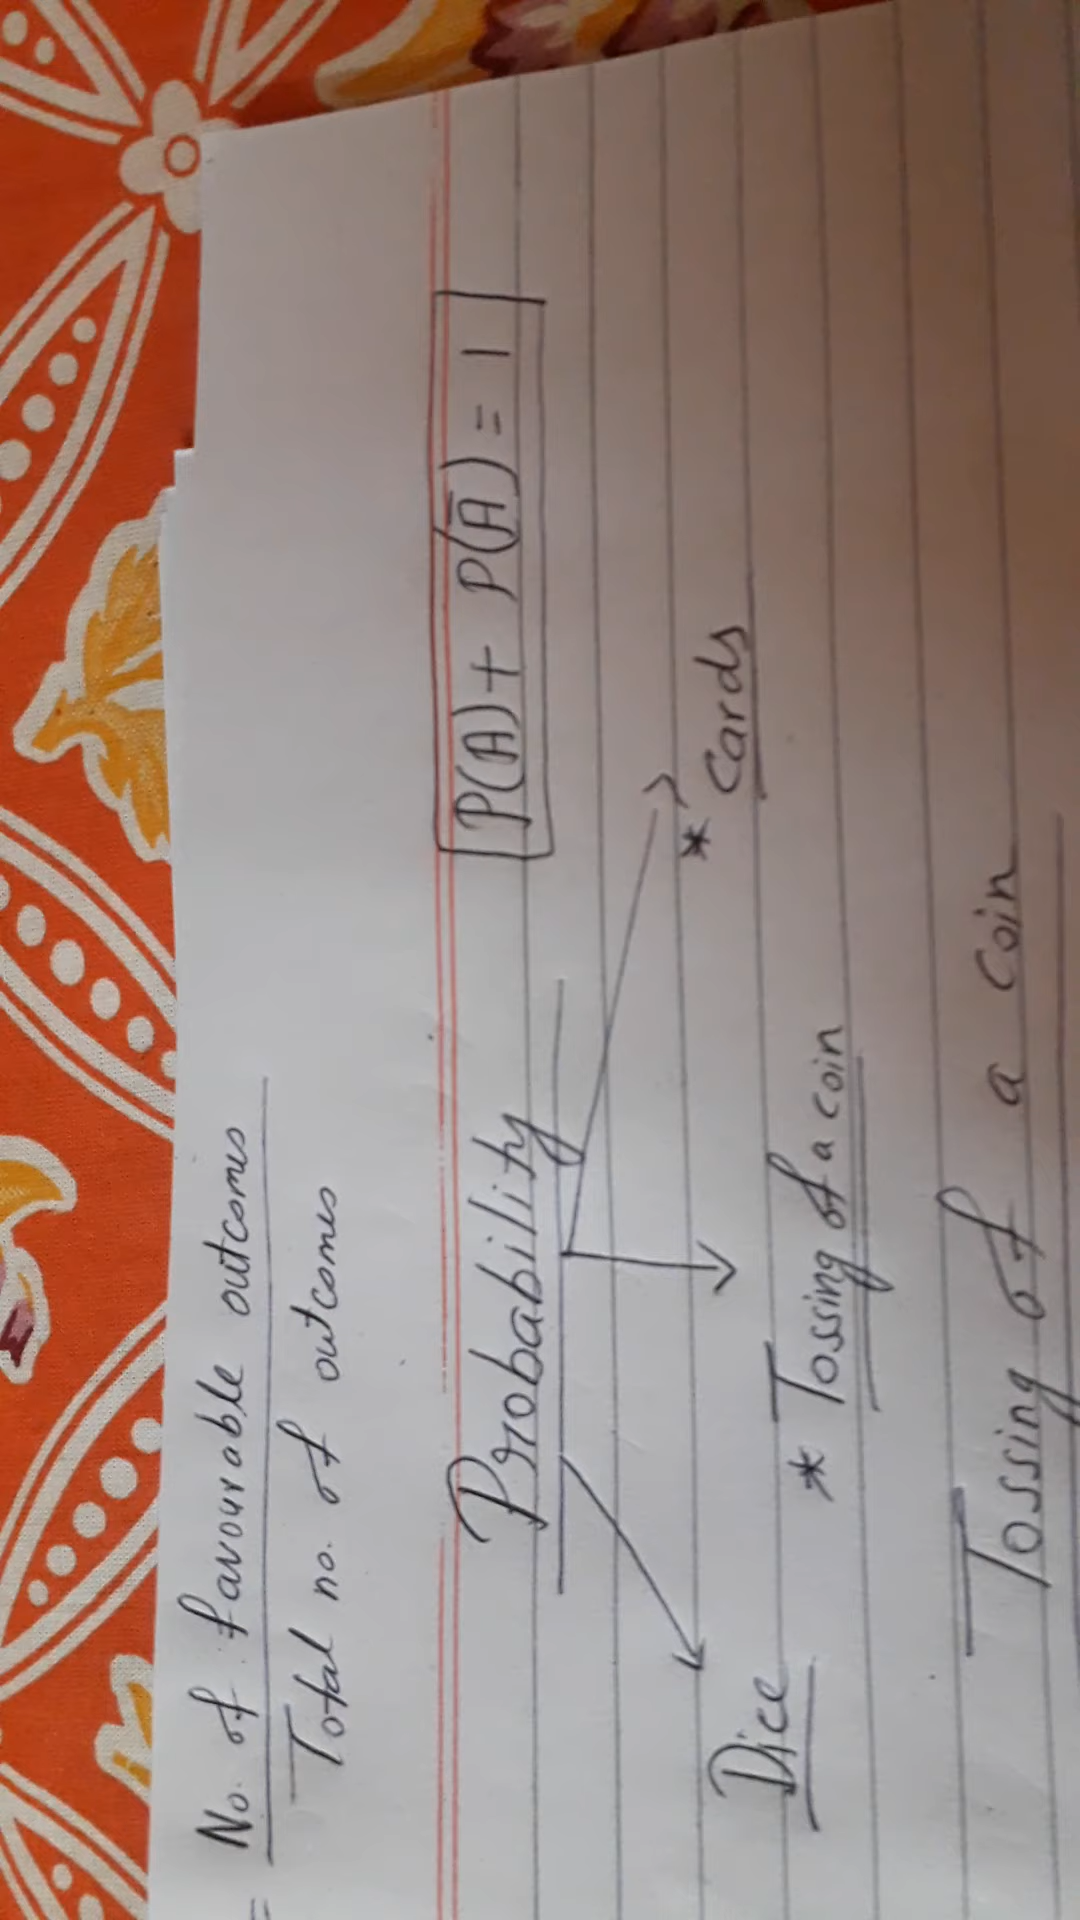 = No. of favourable outcomes
Total no. of outcomes
Probability
P(A) + P(Ā) = 1
Dice
* Tossing of a coin
* Cards
Tossing of a coin